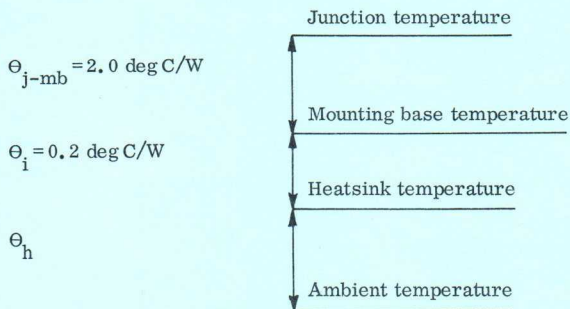 Junction temperature
Θj-mb = 2.0 deg C/W
Mounting base temperature
Θi = 0.2 deg C/W
Heatsink temperature
Θh
Ambient temperature